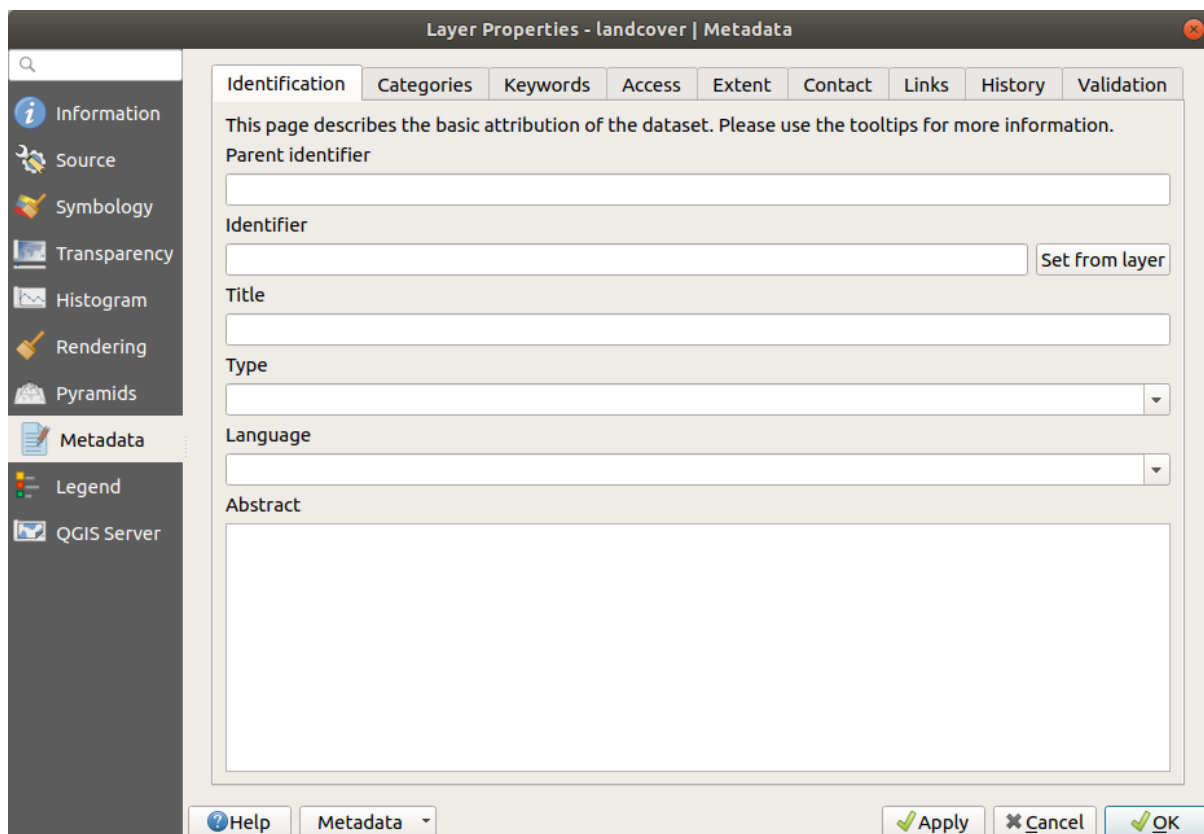 Layer Properties - landcover | Metadata
Information
Source
Symbology
Transparency
Histogram
Rendering
Pyramids
Metadata
Legend
QGIS Server
Identification Categories Keywords Access Extent Contact Links History Validation
This page describes the basic attribution of the dataset. Please use the tooltips for more information.
Parent identifier
Identifier
Set from layer
Title
Type
Language
Abstract
Help Metadata Apply Cancel OK